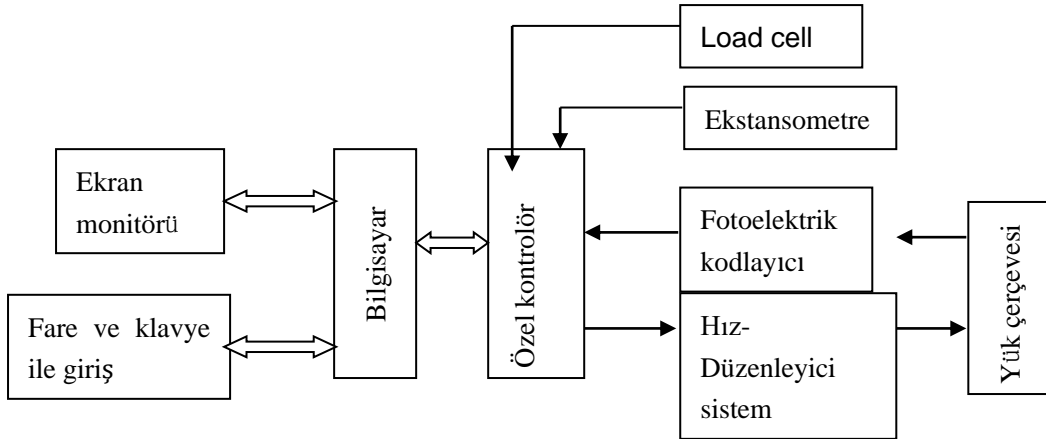 Load cell
Ekstansometre
Ekran
monitörü
Fare ve klavye
ile giriş
Bilgisayar
Özel kontrolör
Fotoelektrik
kodlayıcı
Hız-
Düzenleyici
sistem
Yük çerçevesi